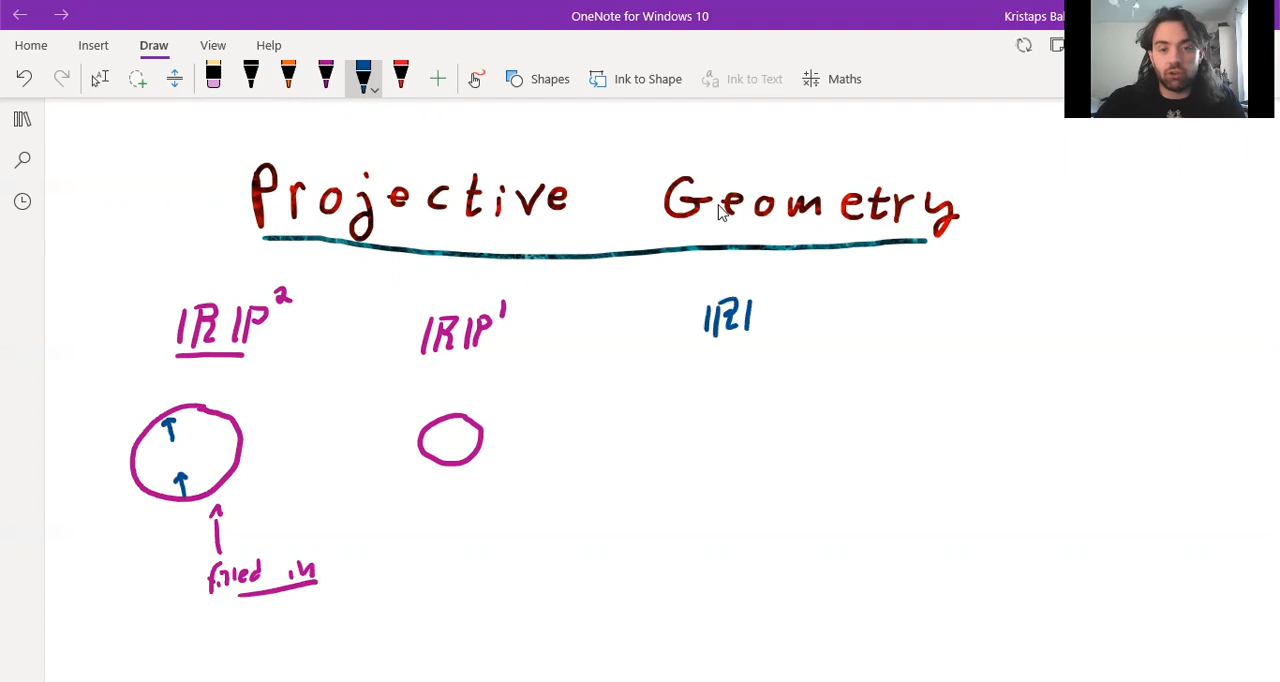 OneNote for Windows 10
Home Insert Draw View Help
Shapes Ink to Shape Ink to Text Maths
Projective Geometry
ℝℙ² ℝℙ¹ ℝ
filled in